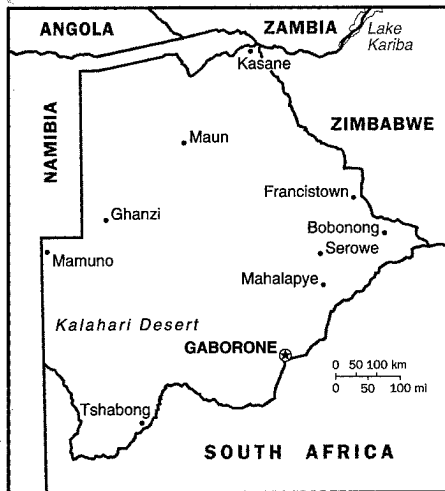 ANGOLA
ZAMBIA
Lake
Kariba
Kasane
NAMIBIA
ZIMBABWE
Maun
Francistown
Ghanzi
Bobonong
Serowe
Mamuno
Mahalapye
Kalahari Desert
GABORONE
0 50 100 km
0 50 100 mi
Tshabong
SOUTH AFRICA